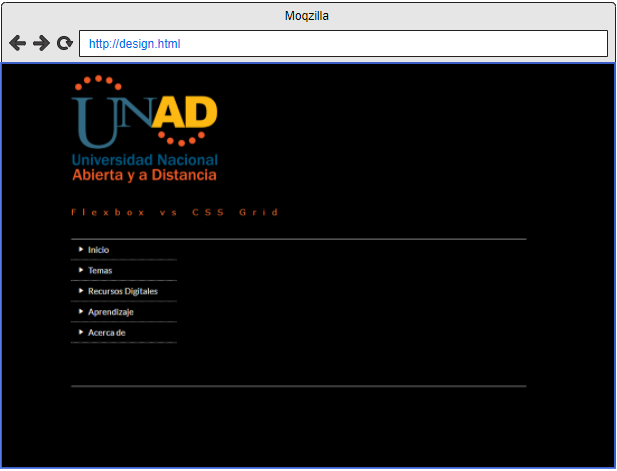 Moqzilla
http://design.html
UNAD
Universidad Nacional
Abierta y a Distancia
Flexbox vs CSS Grid
Inicio
Temas
Recursos Digitales
Aprendizaje
Acerca de